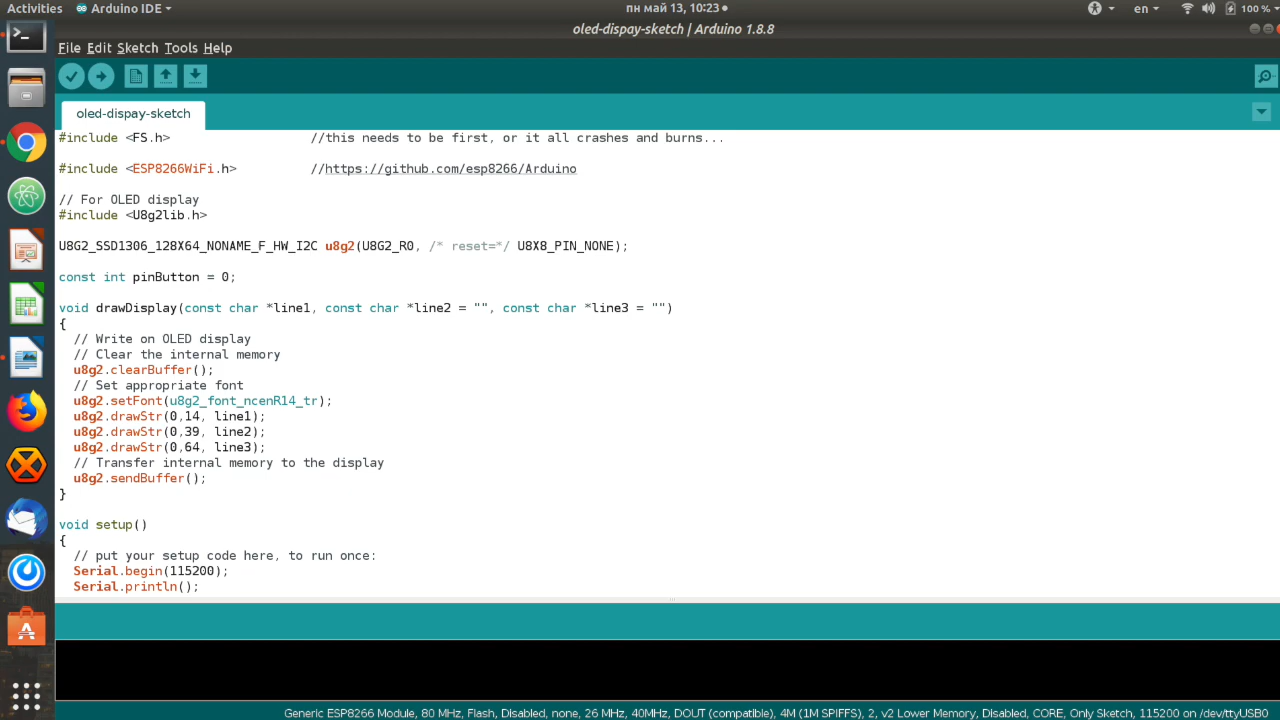 Activities Arduino IDE пн май 13, 10:23 en 100 %
oled-dispay-sketch | Arduino 1.8.8
File Edit Sketch Tools Help
oled-dispay-sketch
#include <FS.h> //this needs to be first, or it all crashes and burns...
#include <ESP8266WiFi.h> //https://github.com/esp8266/Arduino
// For OLED display
#include <U8g2lib.h>
U8G2_SSD1306_128X64_NONAME_F_HW_I2C u8g2(U8G2_R0, /* reset=*/ U8X8_PIN_NONE);
const int pinButton = 0;
void drawDisplay(const char *line1, const char *line2 = "", const char *line3 = "")
{
// Write on OLED display
// Clear the internal memory
u8g2.clearBuffer();
// Set appropriate font
u8g2.setFont(u8g2_font_ncenR14_tr);
u8g2.drawStr(0,14, line1);
u8g2.drawStr(0,39, line2);
u8g2.drawStr(0,64, line3);
// Transfer internal memory to the display
u8g2.sendBuffer();
}
void setup()
{
// put your setup code here, to run once:
Serial.begin(115200);
Serial.println();
Generic ESP8266 Module, 80 MHz, Flash, Disabled, none, 26 MHz, 40MHz, DOUT (compatible), 4M (1M SPIFFS), 2, v2 Lower Memory, Disabled, CORE, Only Sketch, 115200 on /dev/ttyUSB0